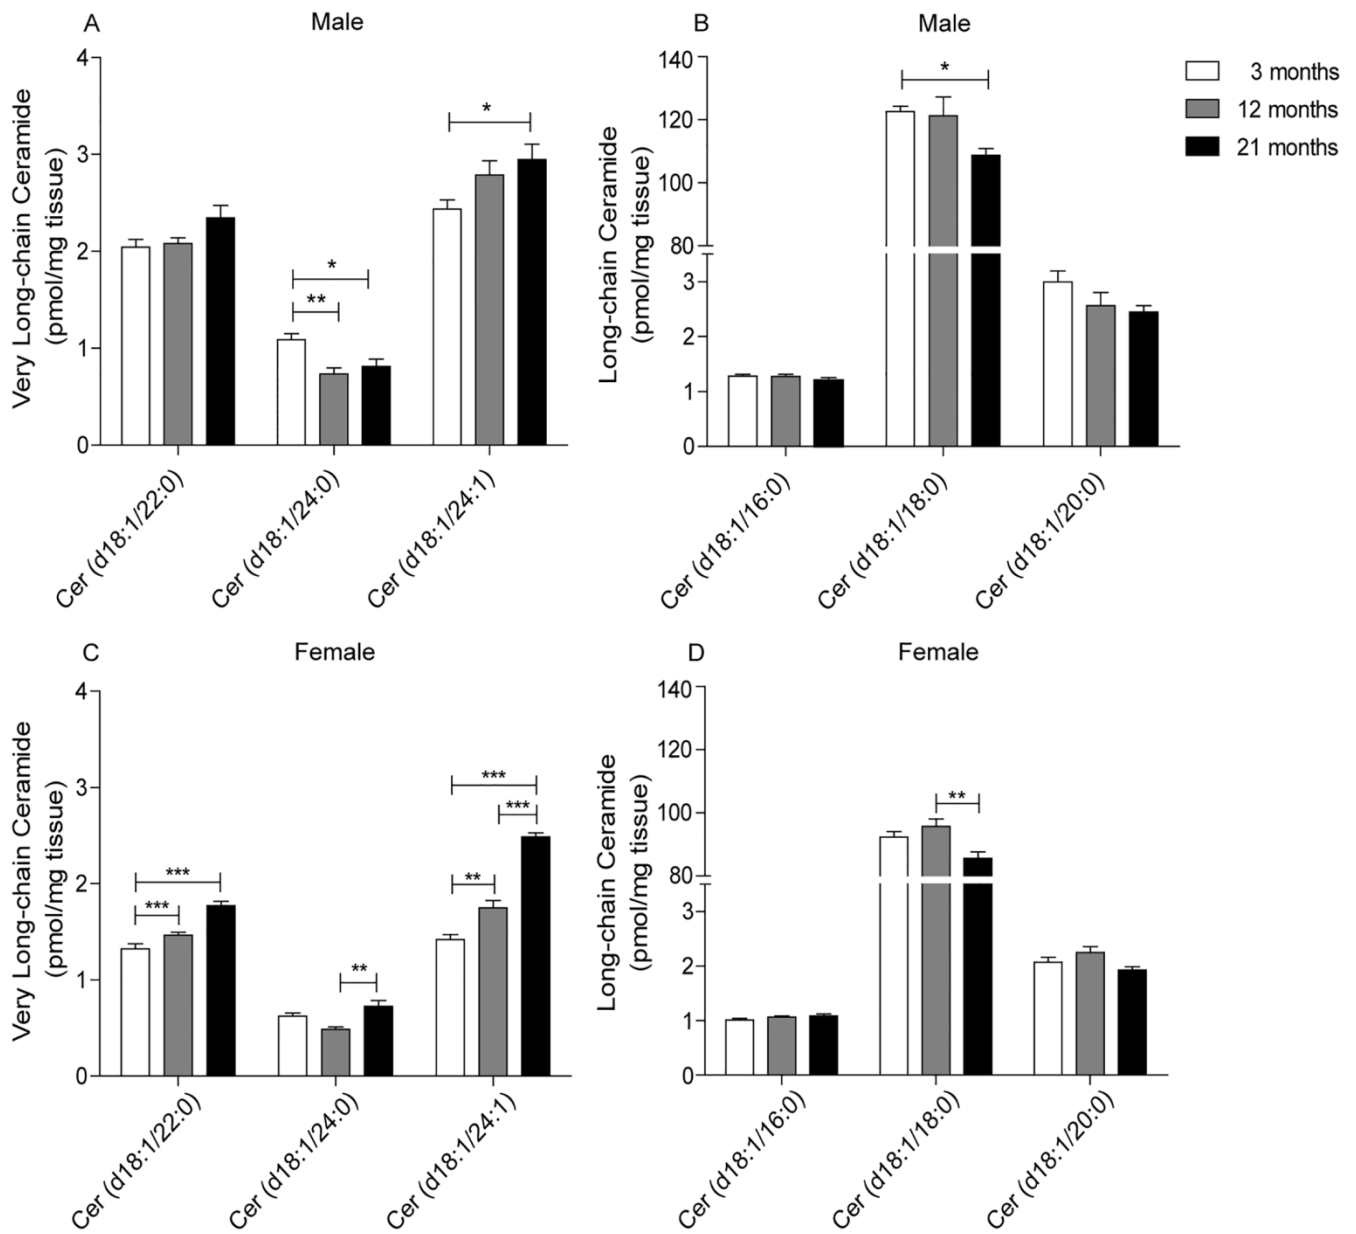 A
Male
Very Long-chain Ceramide
(pmol/mg tissue)
4
3
2
1
0
*
**
*
Cer (d18:1/22:0)
Cer (d18:1/24:0)
Cer (d18:1/24:1)
B
Male
Long-chain Ceramide
(pmol/mg tissue)
140
120
100
80
3
2
1
0
*
Cer (d18:1/16:0)
Cer (d18:1/18:0)
Cer (d18:1/20:0)
3 months
12 months
21 months
C
Female
Very Long-chain Ceramide
(pmol/mg tissue)
4
3
2
1
0
***
***
**
***
***
**
Cer (d18:1/22:0)
Cer (d18:1/24:0)
Cer (d18:1/24:1)
D
Female
Long-chain Ceramide
(pmol/mg tissue)
140
120
100
80
3
2
1
0
**
Cer (d18:1/16:0)
Cer (d18:1/18:0)
Cer (d18:1/20:0)